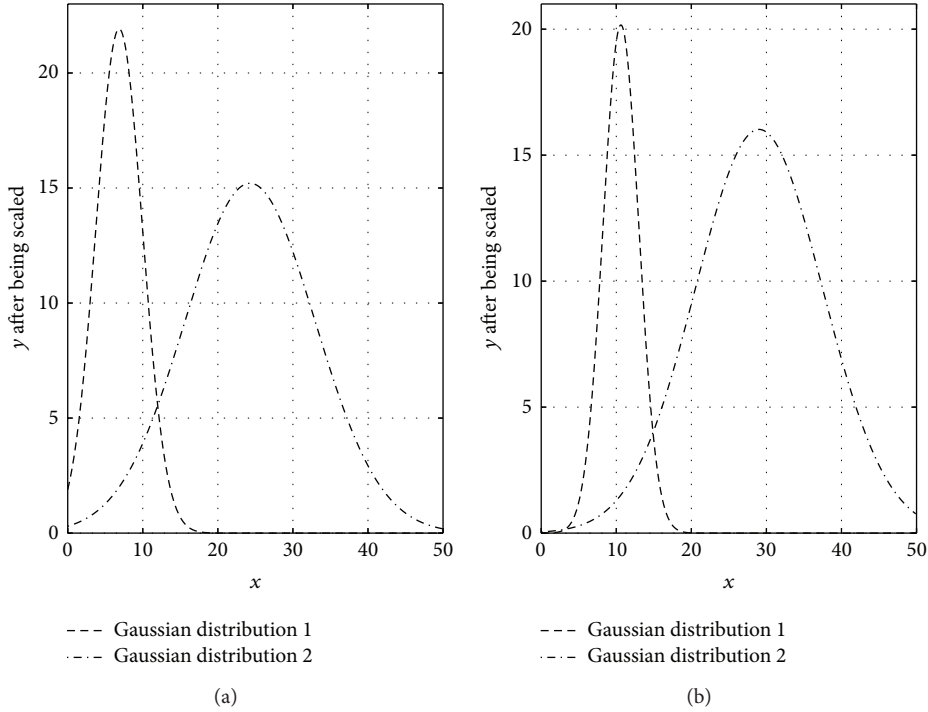 y after being scaled
20
15
10
5
0
0 10 20 30 40 50
x
Gaussian distribution 1
Gaussian distribution 2
(a)
y after being scaled
20
15
10
5
0
0 10 20 30 40 50
x
Gaussian distribution 1
Gaussian distribution 2
(b)